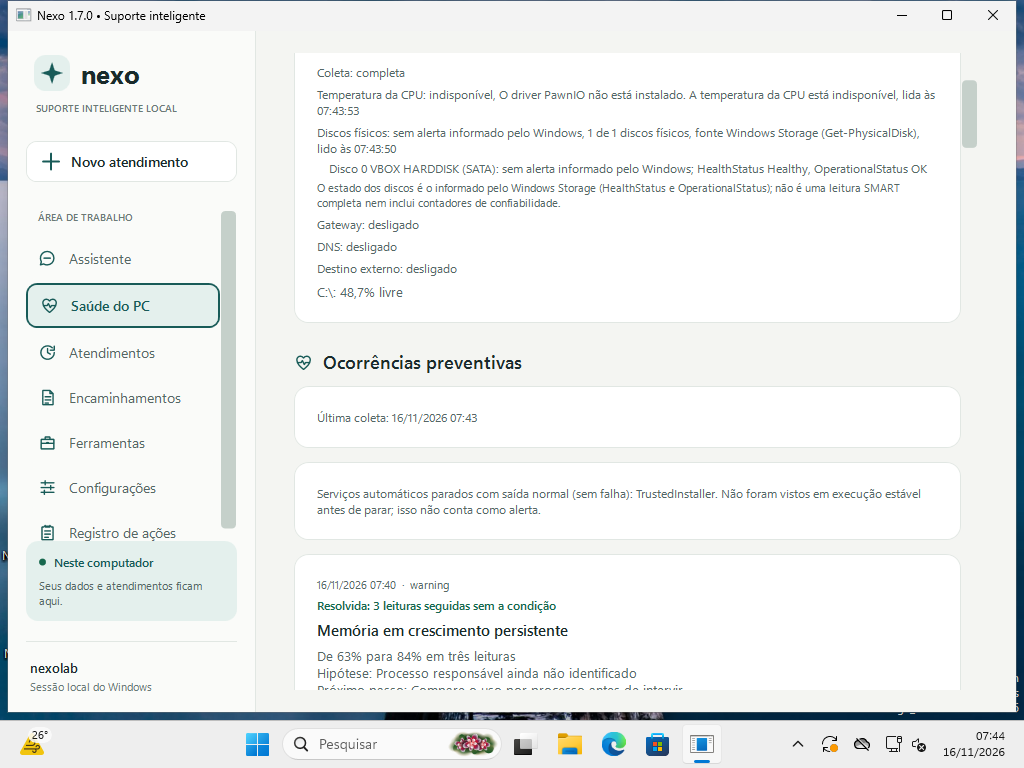 Nexo 1.7.0 • Suporte inteligente
nexo
SUPORTE INTELIGENTE LOCAL
Novo atendimento
ÁREA DE TRABALHO
Assistente
Saúde do PC
Atendimentos
Encaminhamentos
Ferramentas
Configurações
Registro de ações
Neste computador
Seus dados e atendimentos ficam
aqui.
nexolab
Sessão local do Windows
Coleta: completa
Temperatura da CPU: indisponível, O driver PawnIO não está instalado. A temperatura da CPU está indisponível, lida às
07:43:53
Discos físicos: sem alerta informado pelo Windows, 1 de 1 discos físicos, fonte Windows Storage (Get-PhysicalDisk),
lido às 07:43:50
Disco 0 VBOX HARDDISK (SATA): sem alerta informado pelo Windows; HealthStatus Healthy, OperationalStatus OK
O estado dos discos é o informado pelo Windows Storage (HealthStatus e OperationalStatus); não é uma leitura SMART
completa nem inclui contadores de confiabilidade.
Gateway: desligado
DNS: desligado
Destino externo: desligado
C:\: 48,7% livre
Ocorrências preventivas
Última coleta: 16/11/2026 07:43
Serviços automáticos parados com saída normal (sem falha): TrustedInstaller. Não foram vistos em execução estável
antes de parar; isso não conta como alerta.
16/11/2026 07:40 · warning
Resolvida: 3 leituras seguidas sem a condição
Memória em crescimento persistente
De 63% para 84% em três leituras
Hipótese: Processo responsável ainda não identificado
Próximo passo: Compare o uso por processo antes de intervir
26°
Pesquisar
07:44
16/11/2026